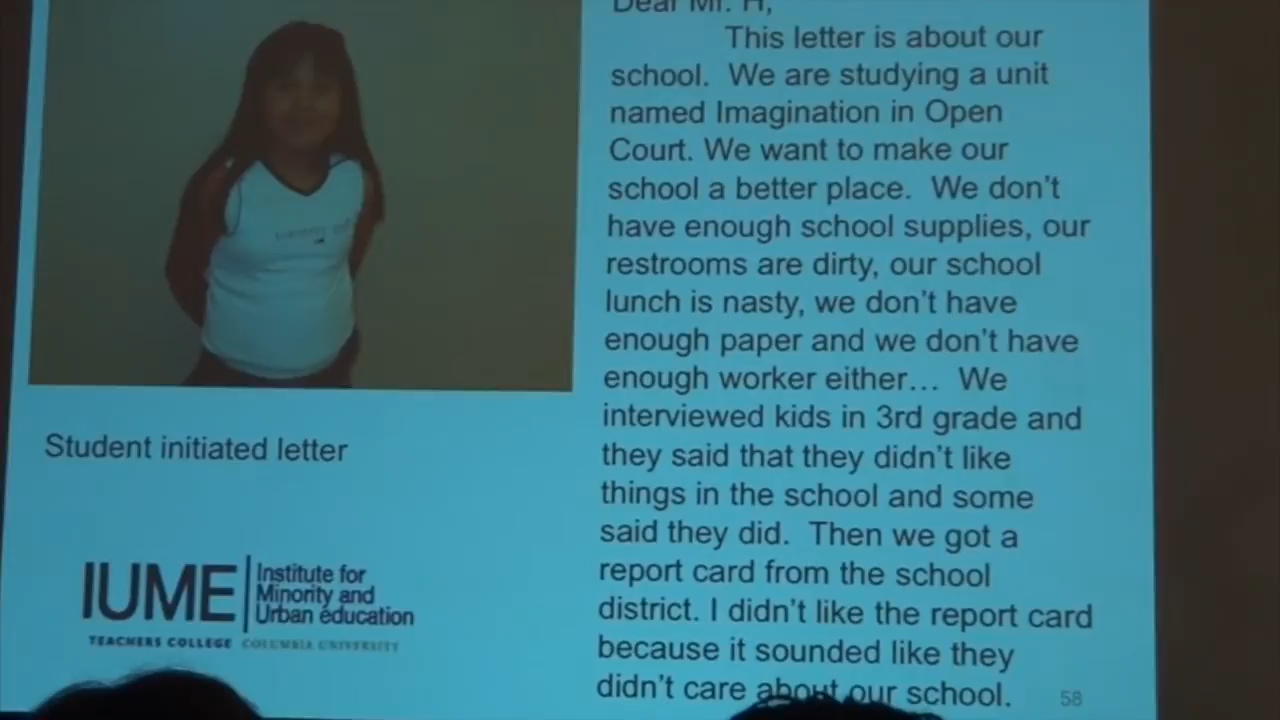 Dear Mr. H,
This letter is about our
school. We are studying a unit
named Imagination in Open
Court. We want to make our
school a better place. We don't
have enough school supplies, our
restrooms are dirty, our school
lunch is nasty, we don't have
enough paper and we don't have
enough worker either... We
interviewed kids in 3rd grade and
they said that they didn't like
things in the school and some
said they did. Then we got a
report card from the school
district. I didn't like the report card
because it sounded like they
didn't care about our school.
58
Student initiated letter
IUME
Institute for
Minority and
Urban education
TEACHERS COLLEGE COLUMBIA UNIVERSITY